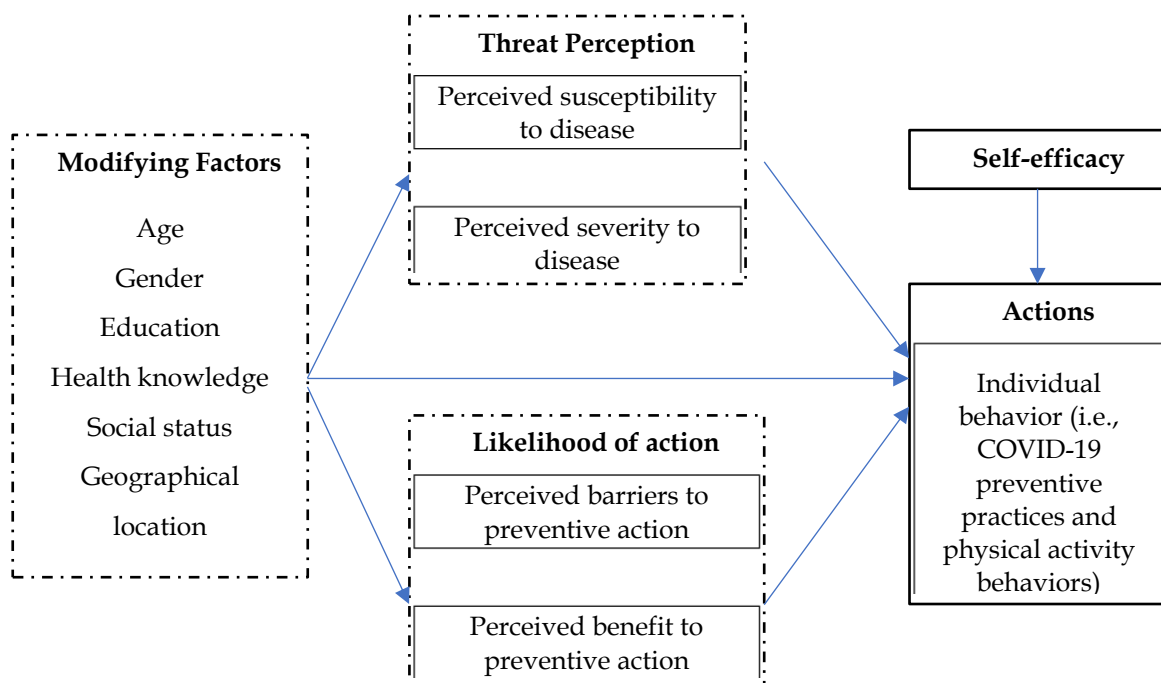 Modifying Factors
Age
Gender
Education
Health knowledge
Social status
Geographical
location
Threat Perception
Perceived susceptibility
to disease
Perceived severity to
disease
Likelihood of action
Perceived barriers to
preventive action
Perceived benefit to
preventive action
Self-efficacy
Actions
Individual
behavior (i.e.,
COVID-19
preventive
practices and
physical activity
behaviors)